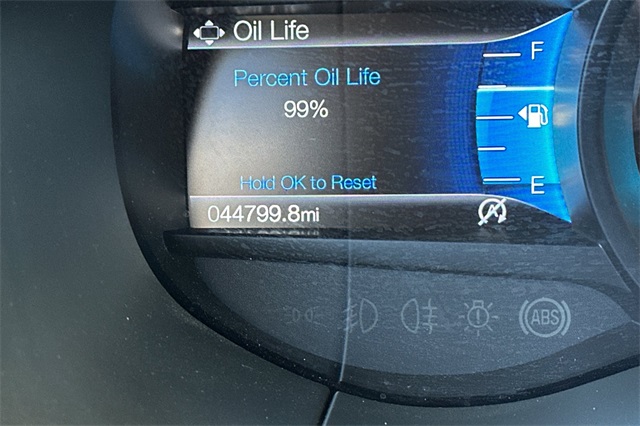 Oil Life
F
Percent Oil Life
99%
Hold OK to Reset
E
044799.8mi
A
ABS